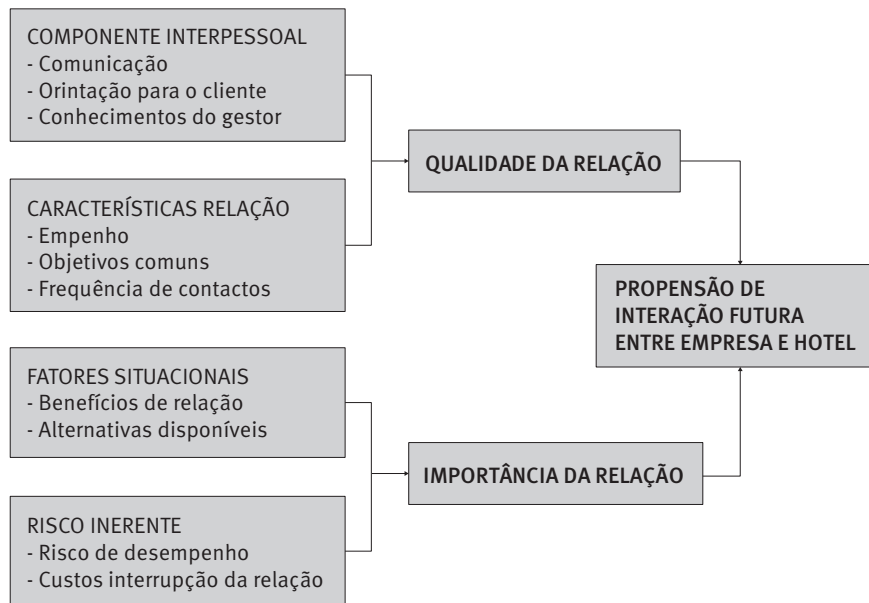 COMPONENTE INTERPESSOAL
- Comunicação
- Orintação para o cliente
- Conhecimentos do gestor
QUALIDADE DA RELAÇÃO
CARACTERÍSTICAS RELAÇÃO
- Empenho
- Objetivos comuns
- Frequência de contactos
PROPENSÃO DE
INTERAÇÃO FUTURA
ENTRE EMPRESA E HOTEL
FATORES SITUACIONAIS
- Benefícios de relação
- Alternativas disponíveis
IMPORTÂNCIA DA RELAÇÃO
RISCO INERENTE
- Risco de desempenho
- Custos interrupção da relação